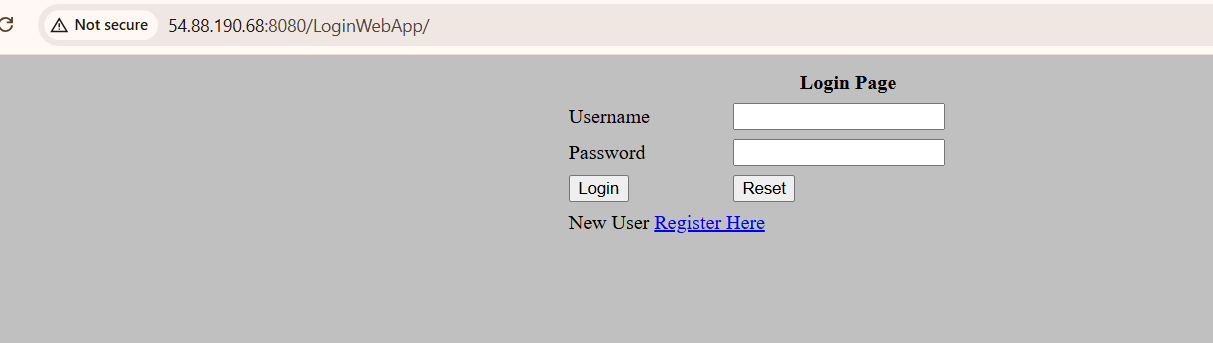 Not secure 54.88.190.68:8080/LoginWebApp/
Login Page
Username
Password
Login Reset
New User Register Here